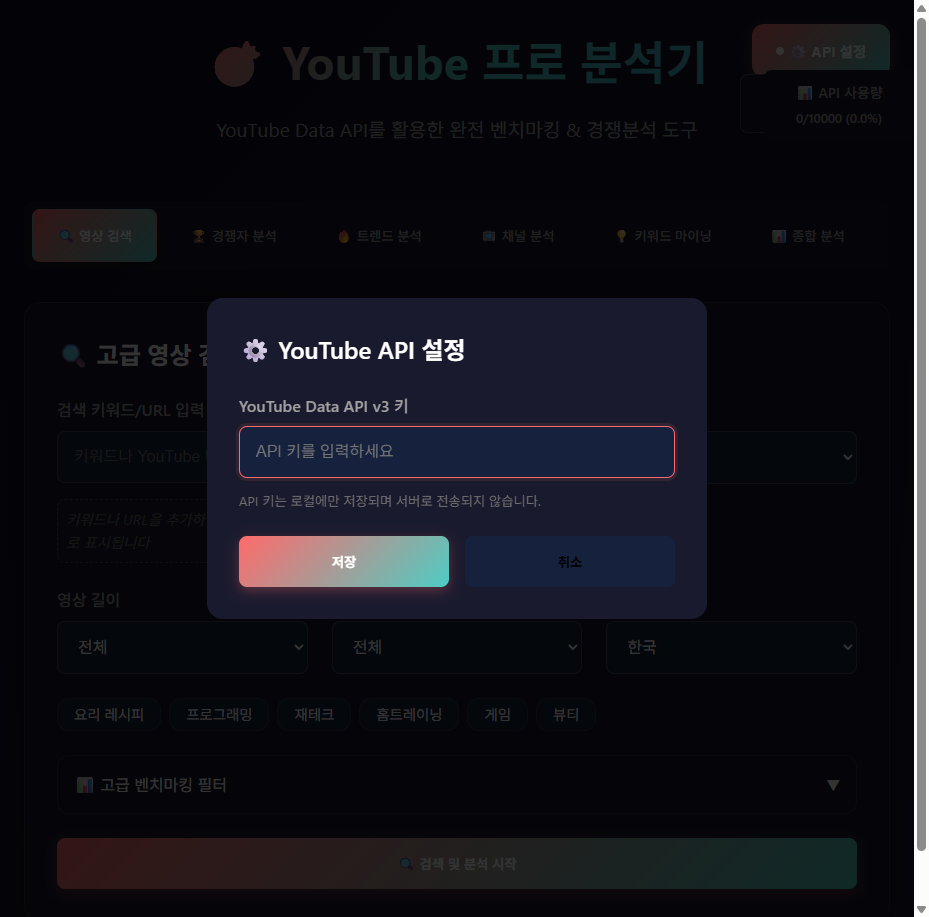 YouTube 프로 분석기
API 설정
API 사용량
0/10000 (0.0%)
YouTube Data API를 활용한 완전 벤치마킹 & 경쟁분석 도구
영상 검색
경쟁자 분석
트렌드 분석
채널 분석
키워드 마이닝
종합 분석
고급 영상
YouTube API 설정
검색 키워드/URL 입력
YouTube Data API v3 키
키워드나 YouTube
API 키를 입력하세요
API 키는 로컬에만 저장되며 서버로 전송되지 않습니다.
키워드나 URL을 추가하
로 표시됩니다
저장
취소
영상 길이
전체
전체
한국
요리 레시피
프로그래밍
재테크
홈트레이닝
게임
뷰티
고급 벤치마킹 필터
▼
검색 및 분석 시작